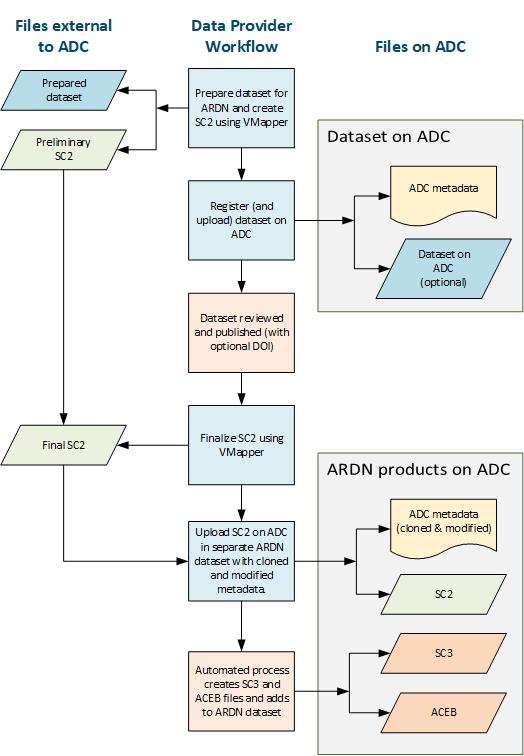 Files external
to ADC
Data Provider
Workflow
Files on ADC
Prepared
dataset
Prepare dataset for
ARDN and create
SC2 using VMapper
Preliminary
SC2
Dataset on ADC
ADC metadata
Register (and
upload) dataset on
ADC
Dataset on
ADC
(optional)
Dataset reviewed
and published (with
optional DOI)
Final SC2
Finalize SC2 using
VMapper
ARDN products on ADC
ADC metadata
(cloned & modified)
Upload SC2 on ADC
in separate ARDN
dataset with cloned
and modified
metadata.
SC2
Automated process
creates SC3 and
ACEB files and adds
to ARDN dataset
SC3
ACEB